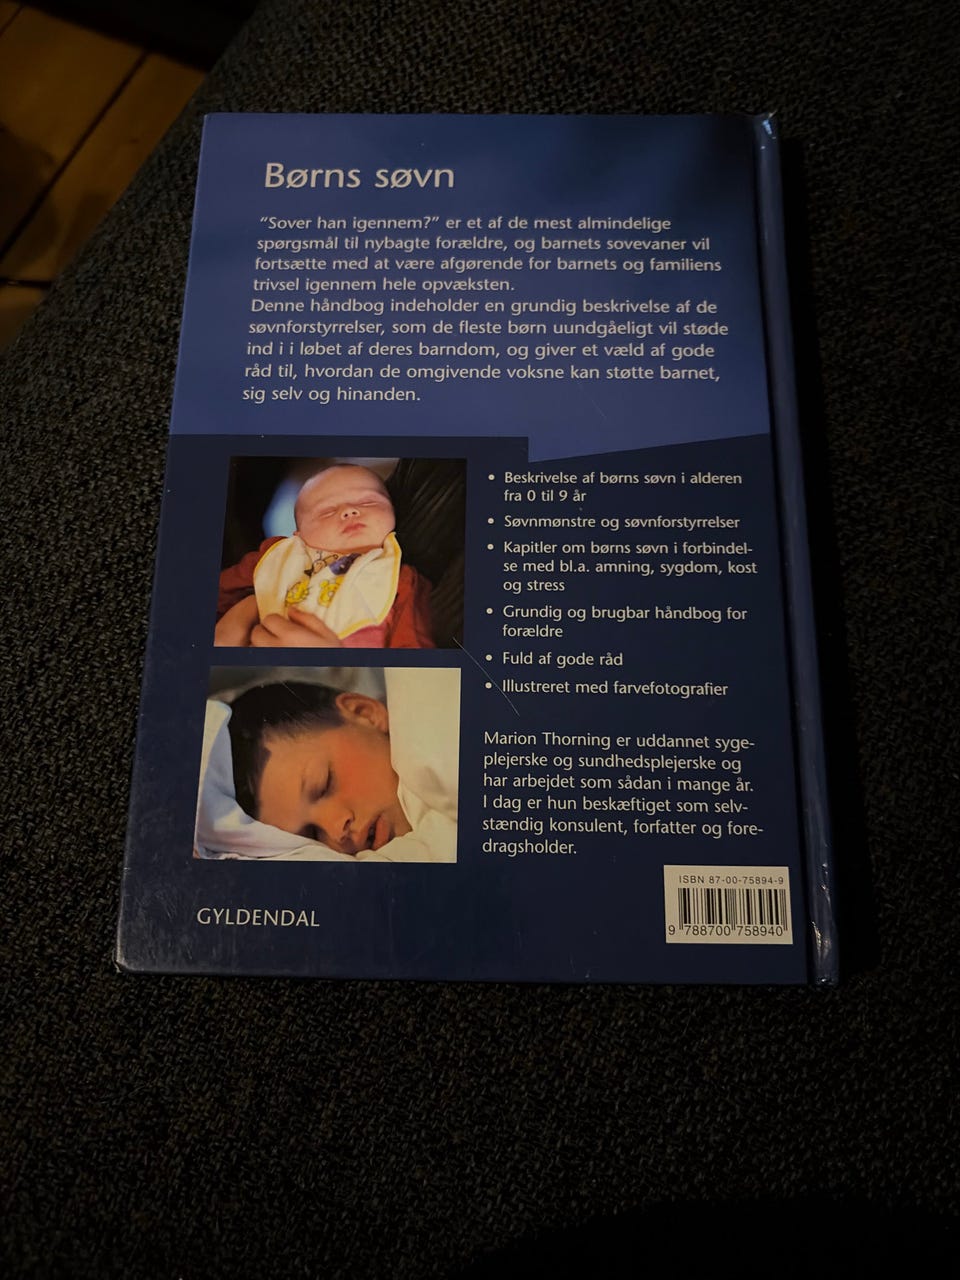 Børns søvn
“Sover han igennem?” er et af de mest almindelige
spørgsmål til nybagte forældre, og barnets sovevaner vil
fortsætte med at være afgørende for barnets og familiens
trivsel igennem hele opvæksten.
Denne håndbog indeholder en grundig beskrivelse af de
søvnforstyrrelser, som de fleste børn uundgåeligt vil støde
ind i i løbet af deres barndom, og giver et væld af gode
råd til, hvordan de omgivende voksne kan støtte barnet,
sig selv og hinanden.
• Beskrivelse af børns søvn i alderen
fra 0 til 9 år
• Søvnmønstre og søvnforstyrrelser
• Kapitler om børns søvn i forbindel-
se med bl.a. amning, sygdom, kost
og stress
• Grundig og brugbar håndbog for
forældre
• Fuld af gode råd
• Illustreret med farvefotografier
Marion Thorning er uddannet syge-
plejerske og sundhedsplejerske og
har arbejdet som sådan i mange år.
I dag er hun beskæftiget som selv-
stændig konsulent, forfatter og fore-
dragsholder.
GYLDENDAL
ISBN 87-00-75894-9
9 788700 758940